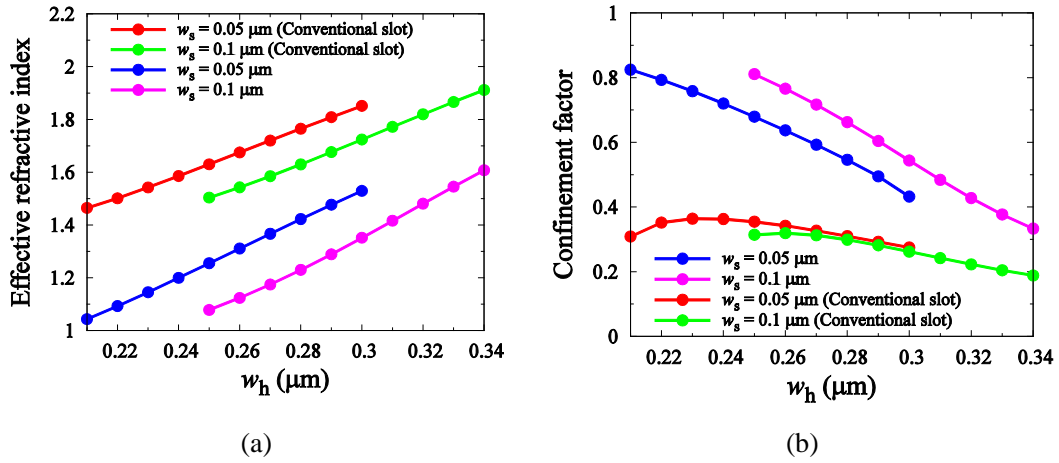 2.2
2
1.8
1.6
1.4
1.2
1
Effective refractive index
w_s = 0.05 μm (Conventional slot)
w_s = 0.1 μm (Conventional slot)
w_s = 0.05 μm
w_s = 0.1 μm
0.22 0.24 0.26 0.28 0.3 0.32 0.34
w_h (μm)
(a)
1
0.8
0.6
0.4
0.2
0
Confinement factor
w_s = 0.05 μm
w_s = 0.1 μm
w_s = 0.05 μm (Conventional slot)
w_s = 0.1 μm (Conventional slot)
0.22 0.24 0.26 0.28 0.3 0.32 0.34
w_h (μm)
(b)